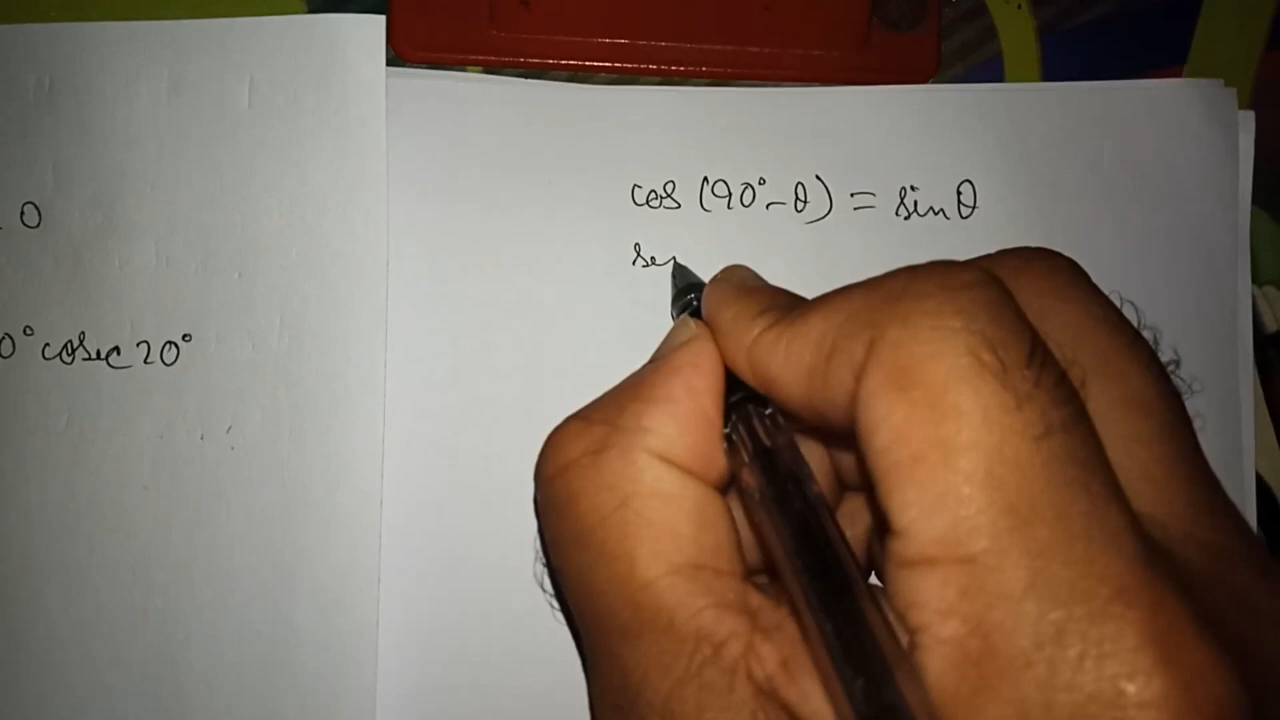 0
0° cosec 20°
cos (90° - θ) = sin θ
se